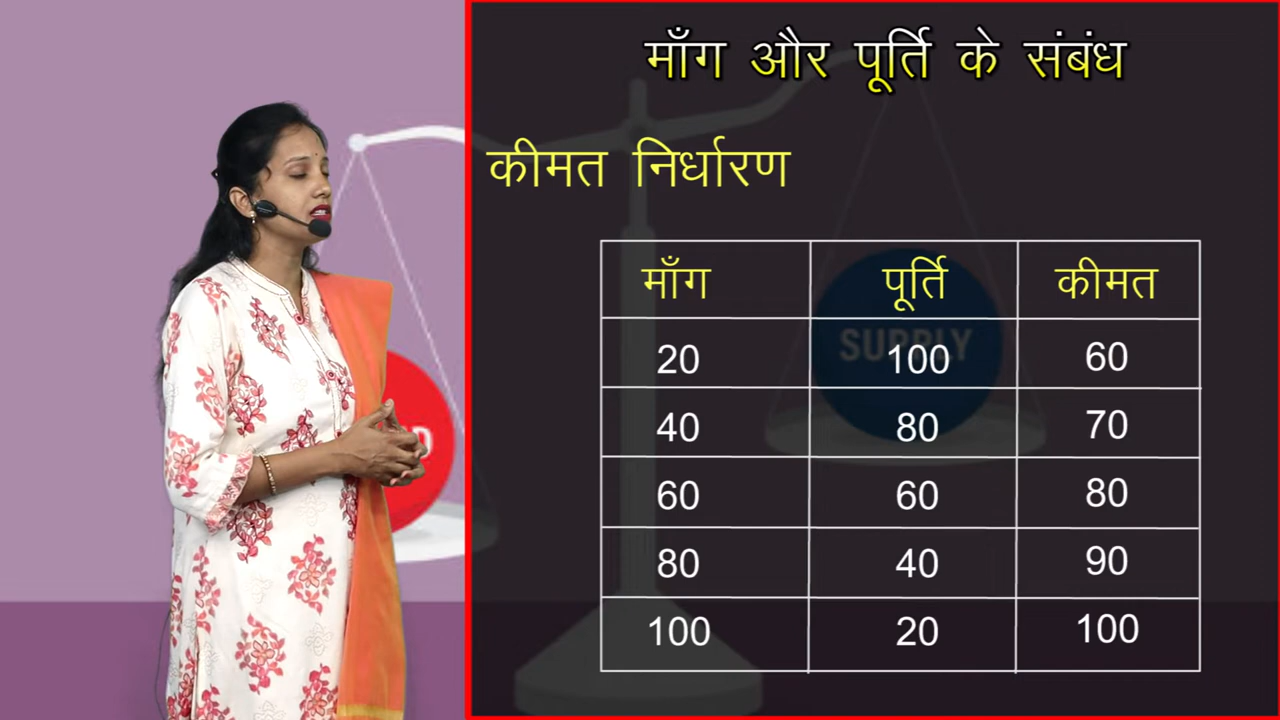 माँग और पूर्ति के संबंध
कीमत निर्धारण
माँग पूर्ति कीमत
SUPPLY
20 100 60
40 80 70
60 60 80
80 40 90
100 20 100